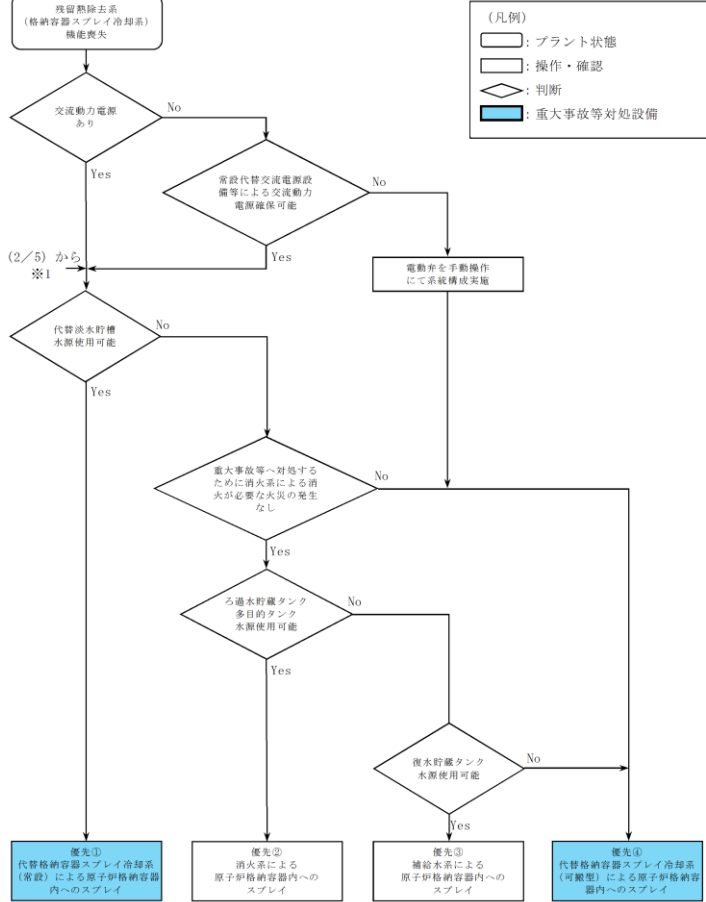 残留熱除去系
(格納容器スプレイ冷却系)
機能喪失
(凡例)
: プラント状態
: 操作・確認
: 判断
: 重大事故等対処設備
交流動力電源
あり
No
Yes
常設代替交流電源設
備等による交流動力
電源確保可能
No
Yes
(2/5) から
※1
電動弁を手動操作
にて系統構成実施
代替淡水貯槽
水源使用可能
No
Yes
重大事故等へ対処する
ために消火系による消
火が必要な火災の発生
なし
No
Yes
ろ過水貯蔵タンク
多目的タンク
水源使用可能
No
Yes
復水貯蔵タンク
水源使用可能
No
Yes
優先①
代替格納容器スプレイ冷却系
(常設)による原子炉格納容器
内へのスプレイ
優先②
消火系による
原子炉格納容器内への
スプレイ
優先③
補給水系による
原子炉格納容器内への
スプレイ
優先④
代替格納容器スプレイ冷却系
(可搬型)による原子炉格納容
器内へのスプレイ